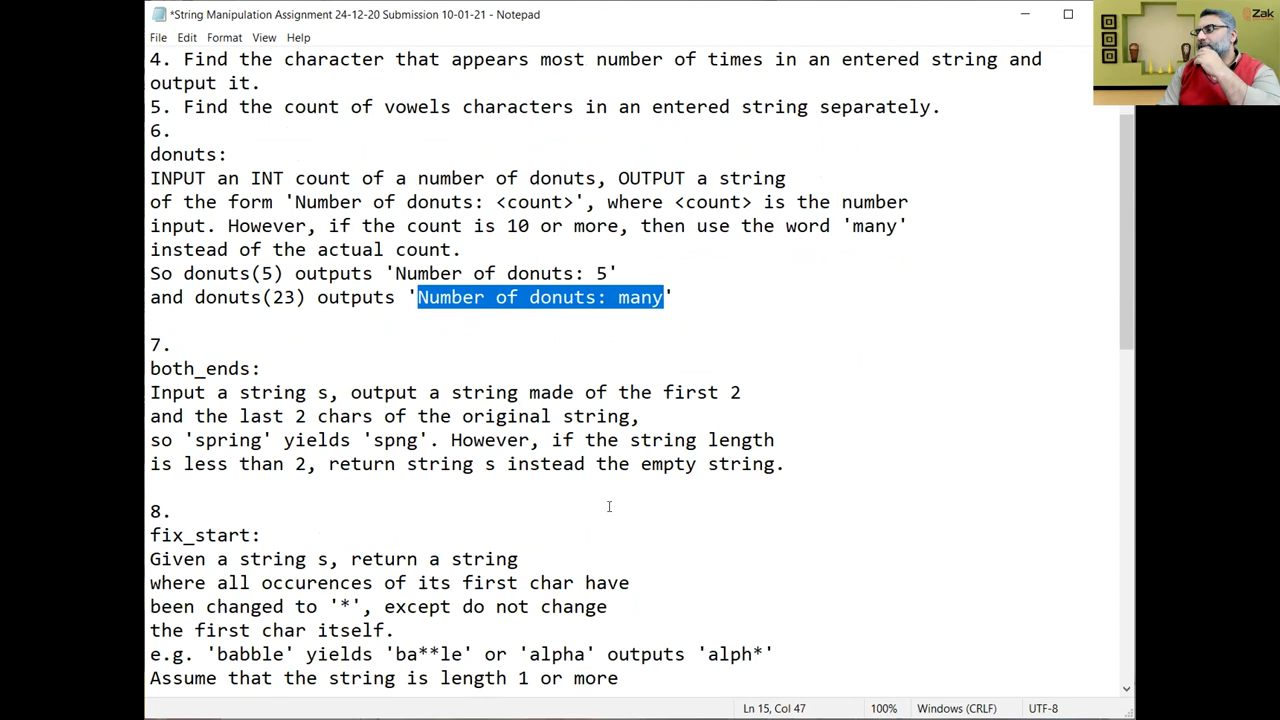 *String Manipulation Assignment 24-12-20 Submission 10-01-21 - Notepad
File Edit Format View Help
4. Find the character that appears most number of times in an entered string and
output it.
5. Find the count of vowels characters in an entered string separately.
6.
donuts:
INPUT an INT count of a number of donuts, OUTPUT a string
of the form 'Number of donuts: <count>', where <count> is the number
input. However, if the count is 10 or more, then use the word 'many'
instead of the actual count.
So donuts(5) outputs 'Number of donuts: 5'
and donuts(23) outputs 'Number of donuts: many'
7.
both_ends:
Input a string s, output a string made of the first 2
and the last 2 chars of the original string,
so 'spring' yields 'spng'. However, if the string length
is less than 2, return string s instead the empty string.
8.
fix_start:
Given a string s, return a string
where all occurences of its first char have
been changed to '*', except do not change
the first char itself.
e.g. 'babble' yields 'ba**le' or 'alpha' outputs 'alph*'
Assume that the string is length 1 or more
Ln 15, Col 47 100% Windows (CRLF) UTF-8
Zak